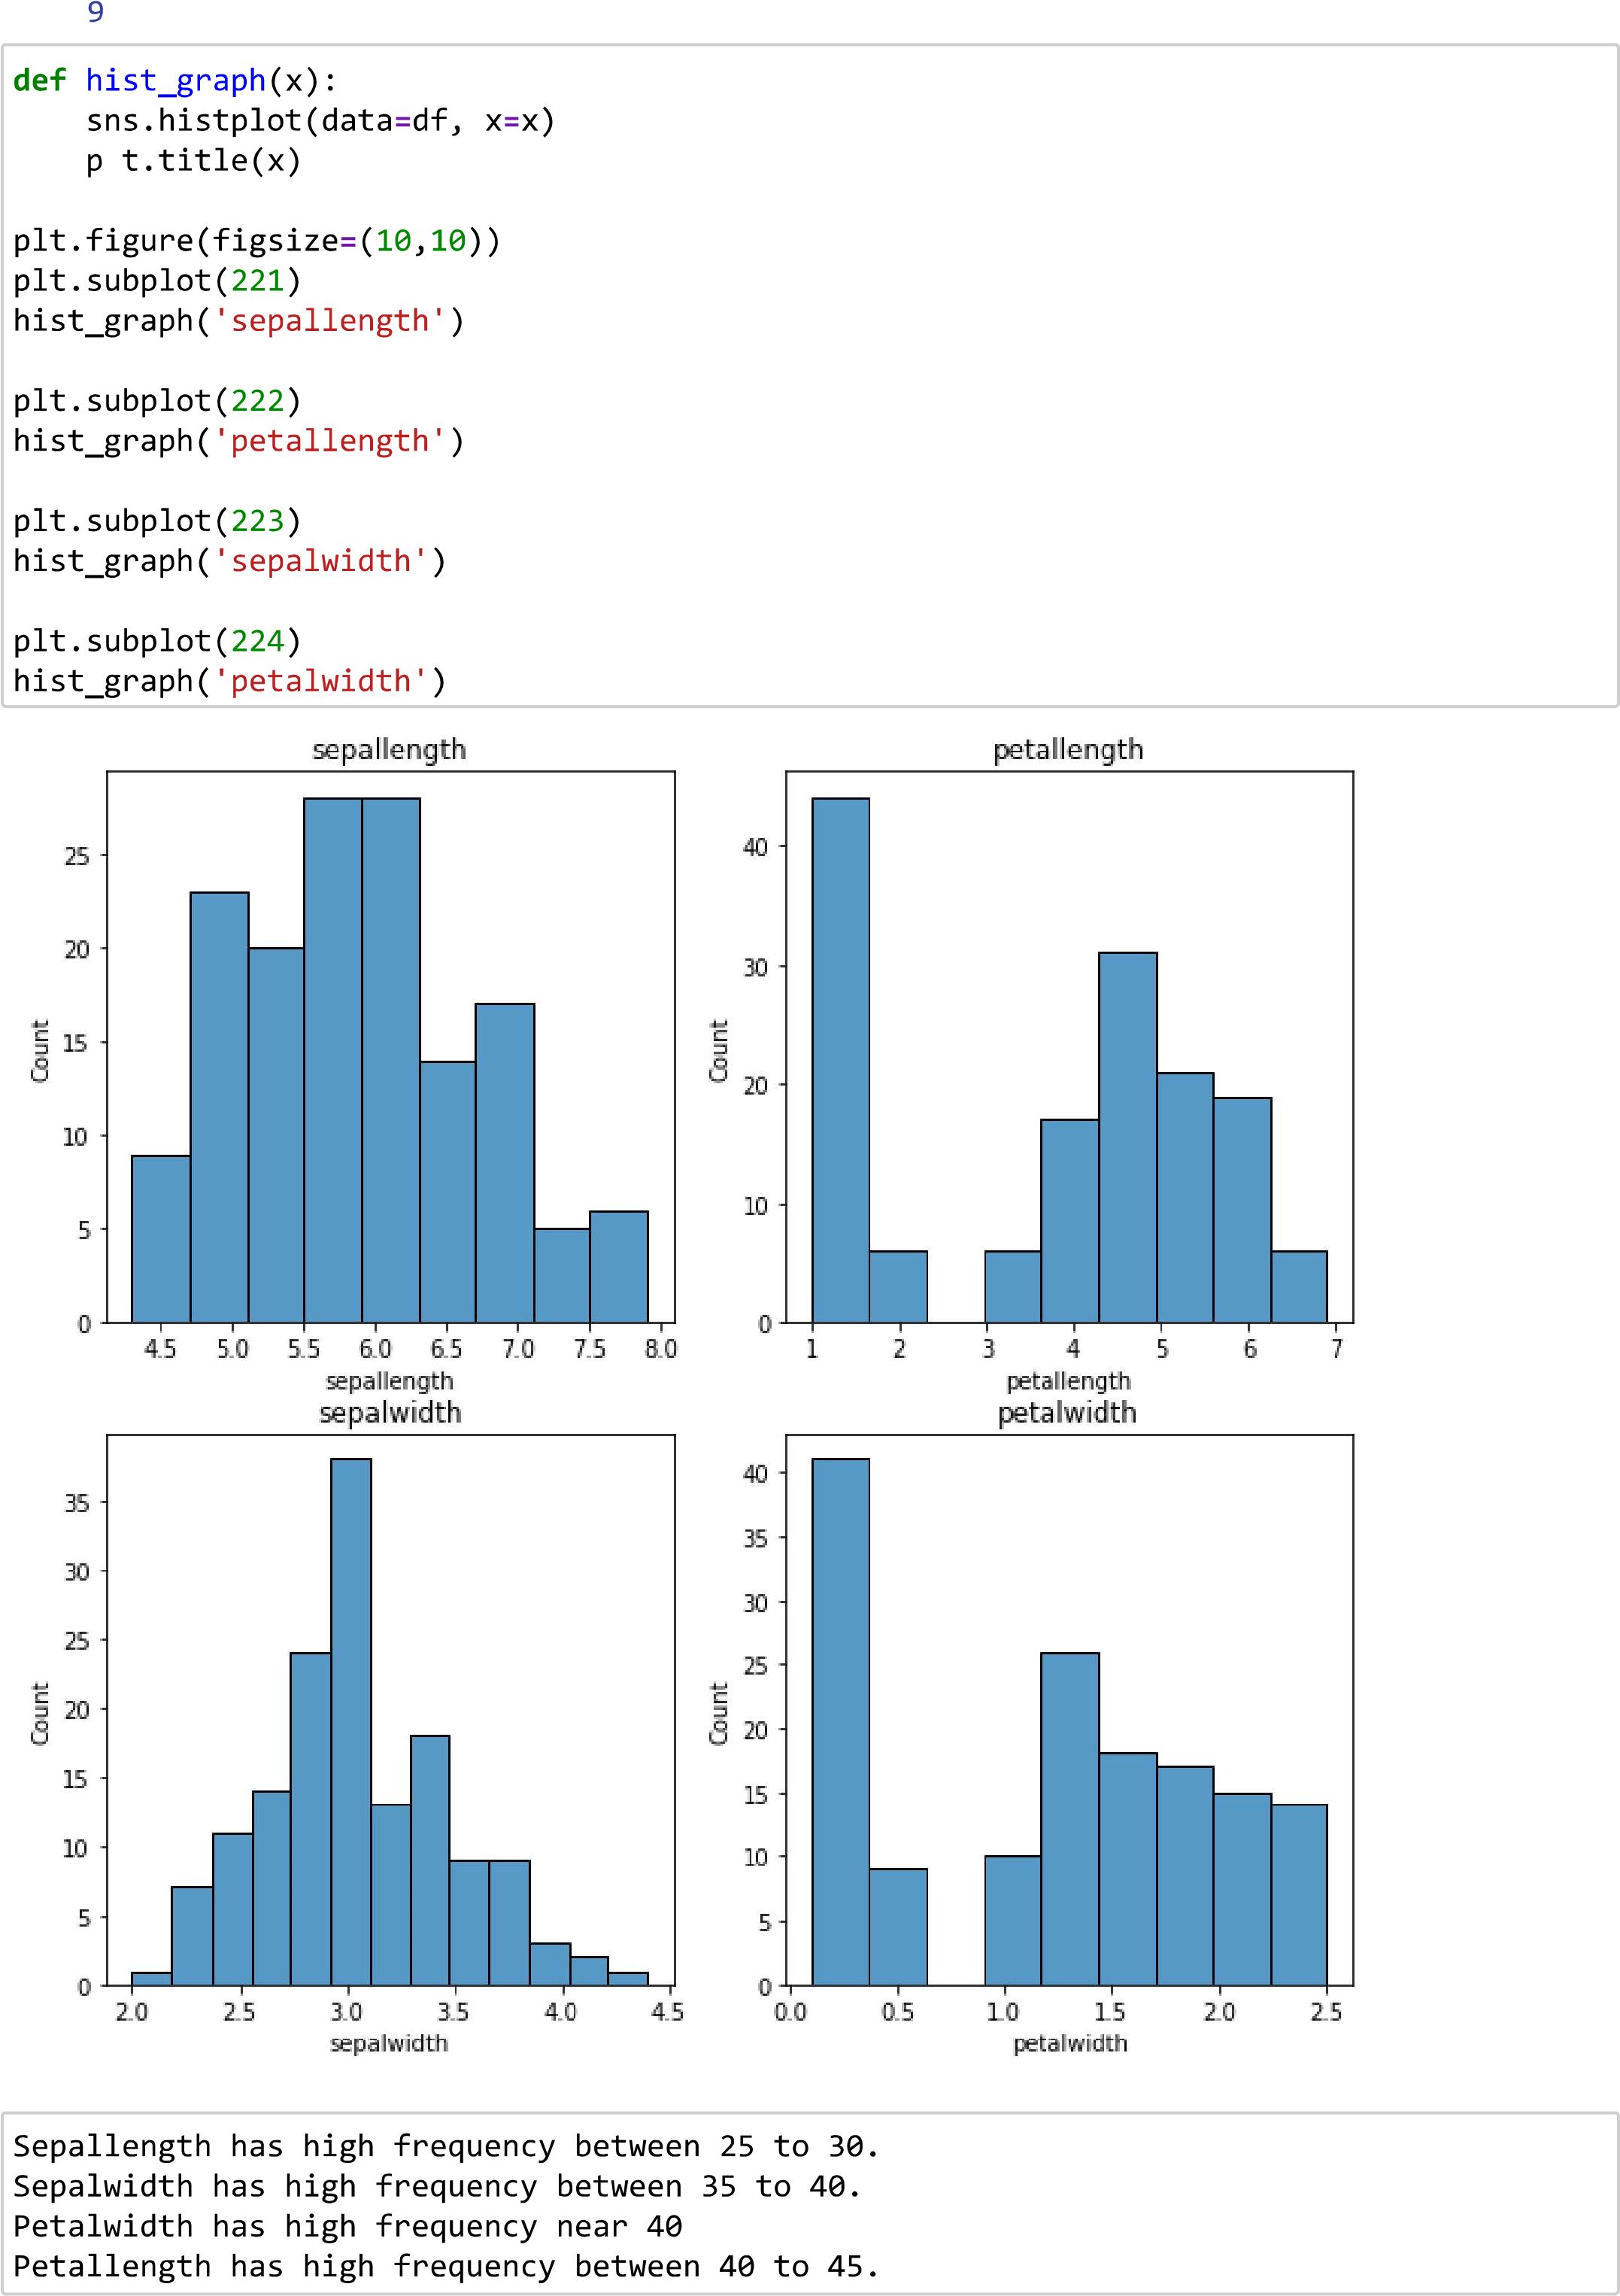 9
def hist_graph(x):
    sns.histplot(data=df, x=x)
    p t.title(x)
plt.figure(figsize=(10,10))
plt.subplot(221)
hist_graph('sepallength')
plt.subplot(222)
hist_graph('petallength')
plt.subplot(223)
hist_graph('sepalwidth')
plt.subplot(224)
hist_graph('petalwidth')
sepallength
25
20
15
10
5
0
Count
4.5 5.0 5.5 6.0 6.5 7.0 7.5 8.0
sepallength
petallength
40
30
20
10
0
Count
1 2 3 4 5 6 7
petallength
sepalwidth
35
30
25
20
15
10
5
0
Count
2.0 2.5 3.0 3.5 4.0 4.5
sepalwidth
petalwidth
40
35
30
25
20
15
10
5
0
Count
0.0 0.5 1.0 1.5 2.0 2.5
petalwidth
Sepallength has high frequency between 25 to 30.
Sepalwidth has high frequency between 35 to 40.
Petalwidth has high frequency near 40
Petallength has high frequency between 40 to 45.